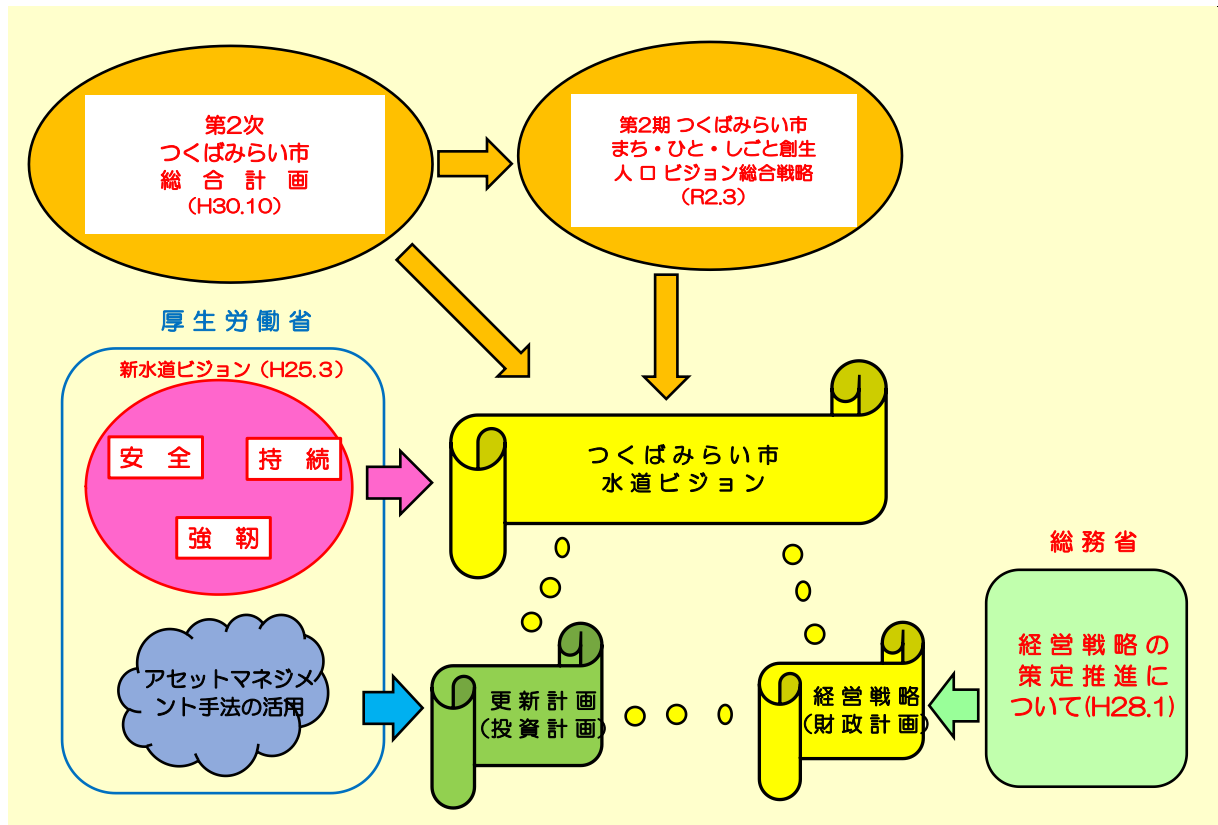 第2次
つくばみらい市
総 合 計 画
（H30.10）
第2期 つくばみらい市
まち・ひと・しごと創生
人 口 ビジョン総合戦略
（R2.3）
厚 生 労 働 省
新水道ビジョン（H25.3）
安 全
持 続
強 靭
アセットマネジメ
ント手法の活用
つ く ば み ら い 市
水 道 ビ ジ ョ ン
更 新 計 画
(投 資 計 画)
経 営 戦 略
(財 政 計 画)
総 務 省
経 営 戦 略 の
策 定 推 進 に
ついて(H28.1)